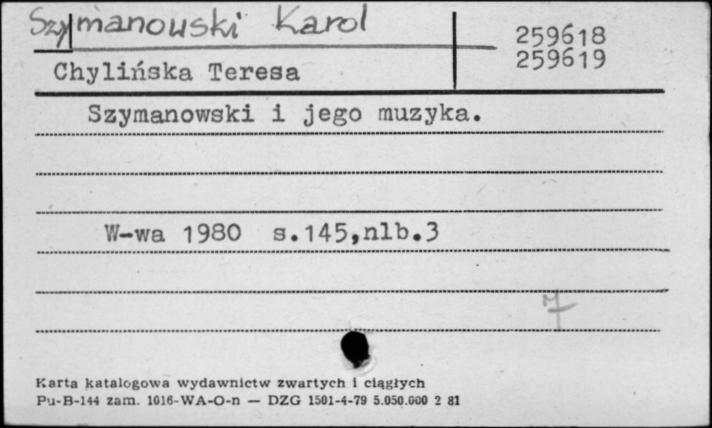 Szymanowski Karol
259618
259619
Chylińska Teresa
Szymanowski i jego muzyka.
W-wa 1980 s.145,nlb.3
Karta katalogowa wydawnictw zwartych i ciągłych
Pu-B-144 zam. 1016-WA-O-n — DZG 1501-4-79 5.050.000 2 81